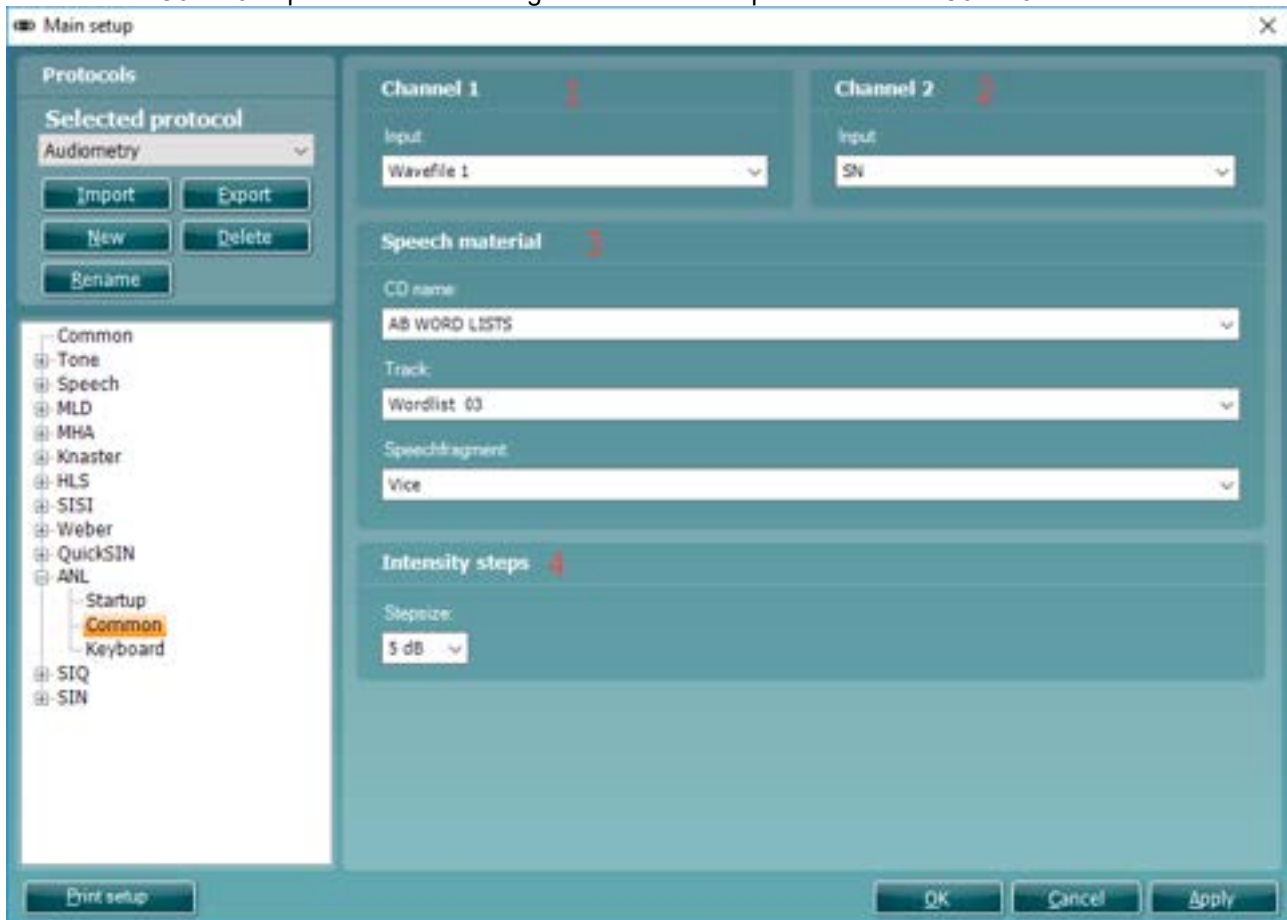 Main setup
Protocols
Selected protocol
Audiometry
Import Export
New Delete
Rename
Common
Tone
Speech
MLD
MHA
Knaster
HLS
SISI
Weber
QuickSIN
ANL
Startup
Common
Keyboard
SIQ
SIN
Print setup
Channel 1 1
Input:
Wavefile 1
Channel 2 2
Input:
SN
Speech material 3
CD name:
AB WORD LISTS
Track:
Wordlist 03
Speechfragment:
Vice
Intensity steps 4
Stepsize:
5 dB
OK Cancel Apply